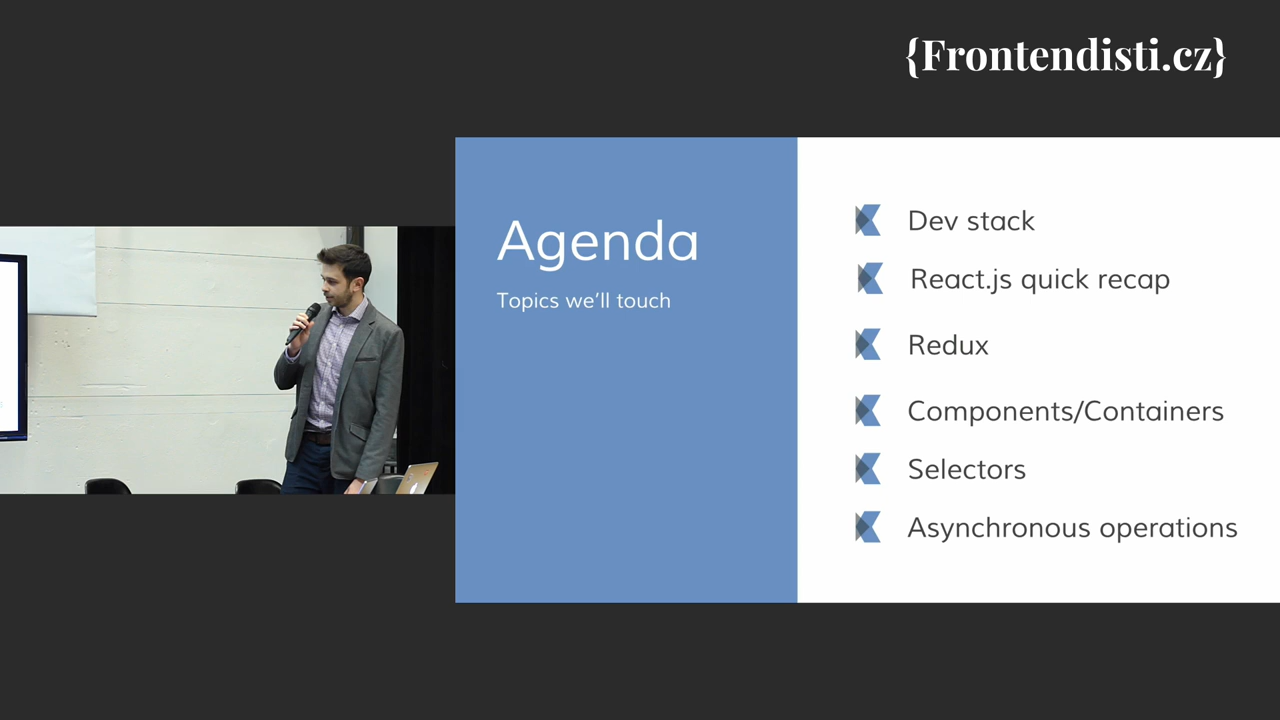 {Frontendisti.cz}
Agenda
Topics we'll touch
Dev stack
React.js quick recap
Redux
Components/Containers
Selectors
Asynchronous operations